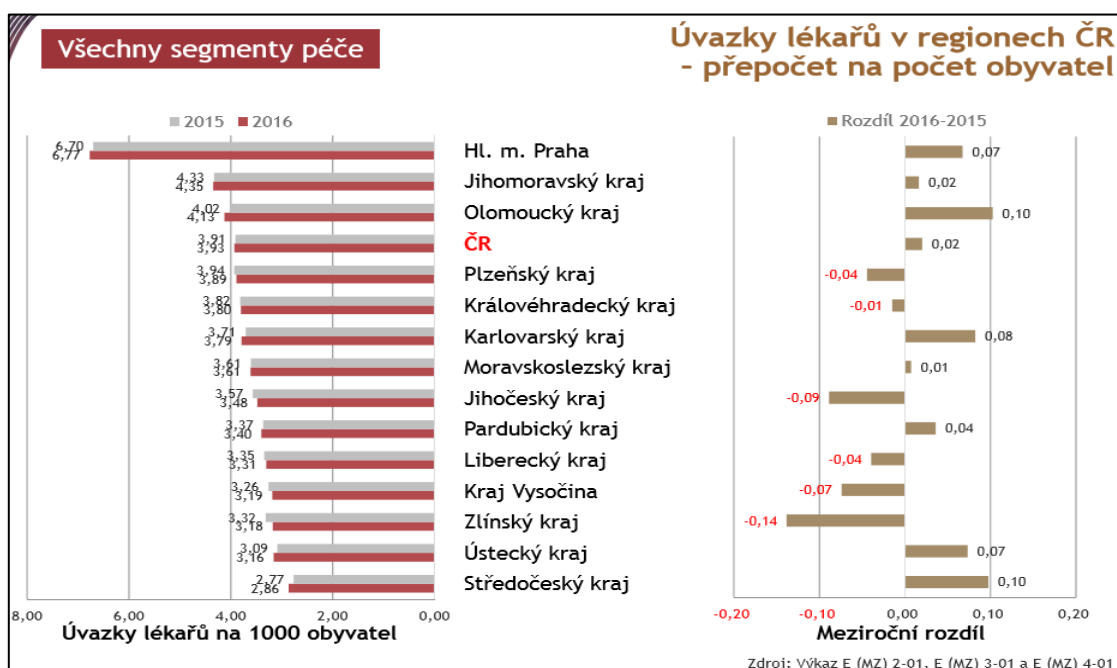 Všechny segmenty péče
Úvazky lékařů v regionech ČR
– přepočet na počet obyvatel
2015 2016
Rozdíl 2016-2015
6,70
6,77
Hl. m. Praha
0,07
4,33
4,35
Jihomoravský kraj
0,02
4,02
4,13
Olomoucký kraj
0,10
3,91
3,93
ČR
0,02
3,94
3,89
Plzeňský kraj
-0,04
3,82
3,80
Královéhradecký kraj
-0,01
3,71
3,79
Karlovarský kraj
0,08
3,61
3,61
Moravskoslezský kraj
0,01
3,57
3,48
Jihočeský kraj
-0,09
3,37
3,40
Pardubický kraj
0,04
3,35
3,31
Liberecký kraj
-0,04
3,26
3,19
Kraj Vysočina
-0,07
3,32
3,18
Zlínský kraj
-0,14
3,09
3,16
Ústecký kraj
0,07
2,77
2,86
Středočeský kraj
0,10
8,00 6,00 4,00 2,00 0,00
-0,20 -0,10 0,00 0,10 0,20
Úvazky lékařů na 1000 obyvatel
Meziroční rozdíl
Zdroj: Výkaz E (MZ) 2-01, E (MZ) 3-01 a E (MZ) 4-01